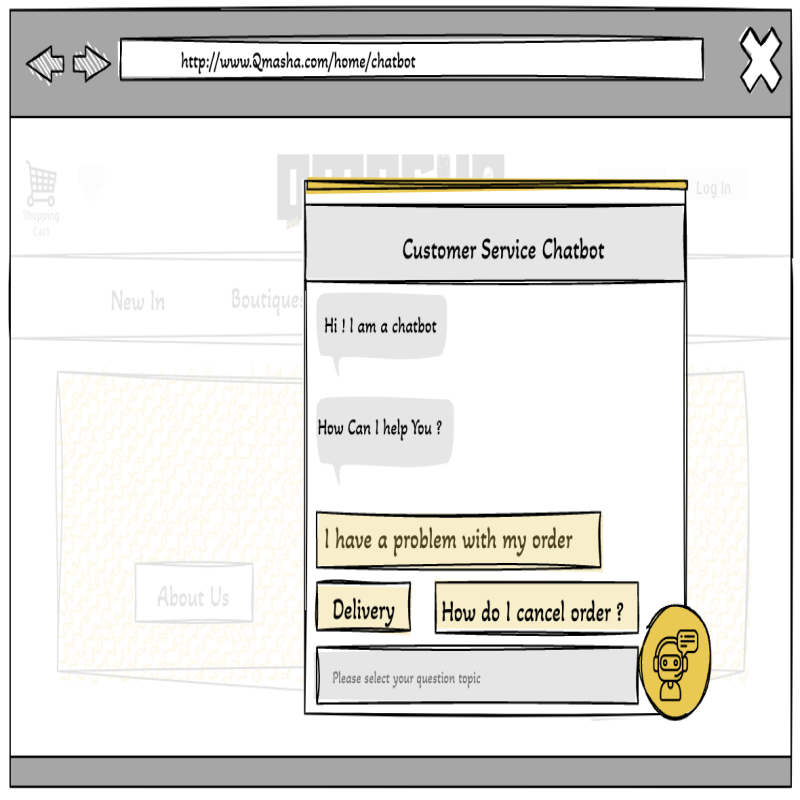 http://www.Qmasha.com/home/chatbot
Shopping
Cart
Log In
New In
Boutiques
Customer Service Chatbot
Hi ! I am a chatbot
How Can I help You ?
I have a problem with my order
Delivery
How do I cancel order ?
About Us
Please select your question topic